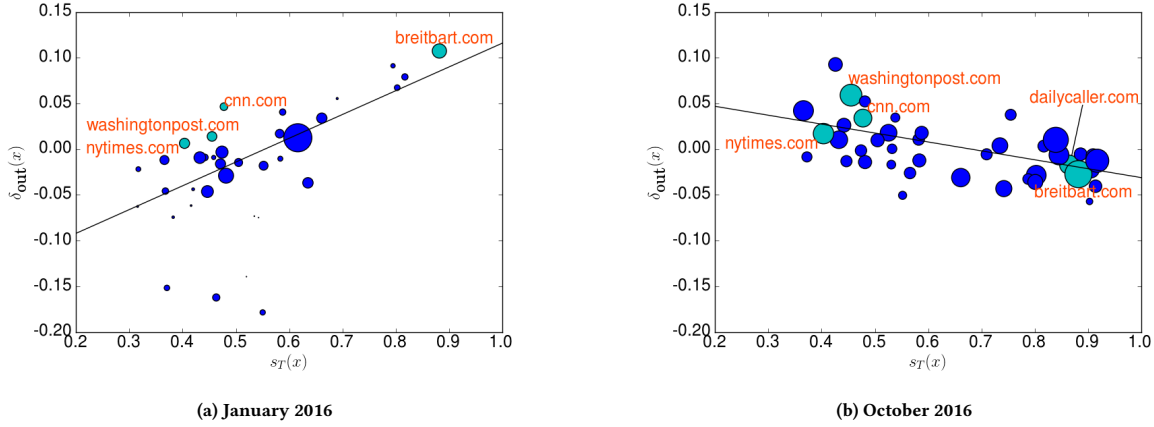 0.15
0.10
0.05
0.00
-0.05
-0.10
-0.15
-0.20
δout(x)
breitbart.com
cnn.com
washingtonpost.com
nytimes.com
0.2 0.3 0.4 0.5 0.6 0.7 0.8 0.9 1.0
sT(x)
(a) January 2016
0.15
0.10
0.05
0.00
-0.05
-0.10
-0.15
-0.20
δout(x)
washingtonpost.com
dailycaller.com
cnn.com
nytimes.com
breitbart.com
0.2 0.3 0.4 0.5 0.6 0.7 0.8 0.9 1.0
sT(x)
(b) October 2016